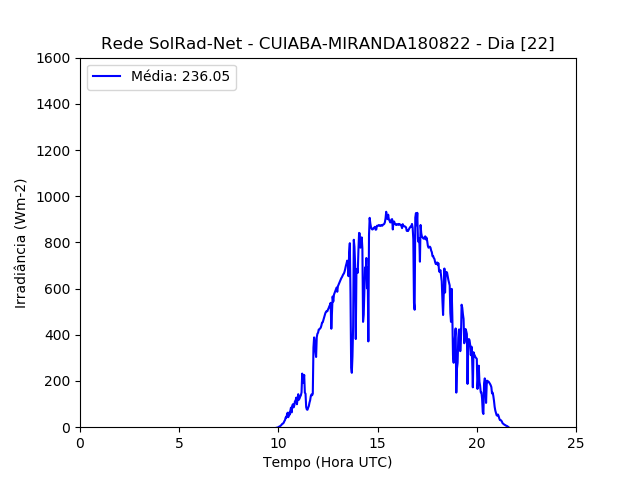 Rede SolRad-Net - CUIABA-MIRANDA180822 - Dia [22]
Média: 236.05
1600
1400
1200
1000
800
600
400
200
0
Irradiância (Wm-2)
0 5 10 15 20 25
Tempo (Hora UTC)